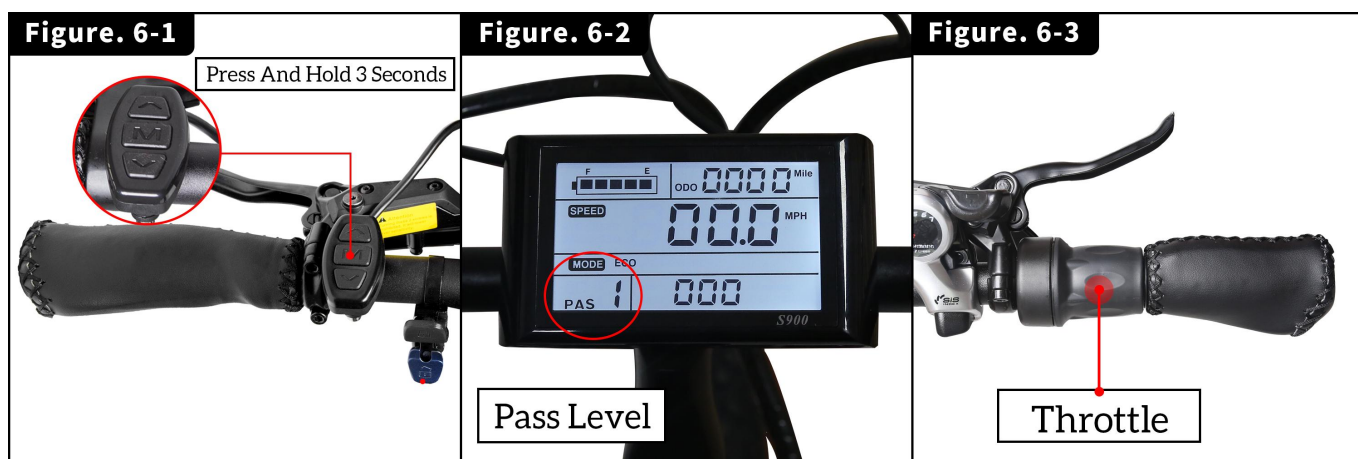 Figure. 6-1
Press And Hold 3 Seconds
M
M
Figure. 6-2
F E
ODO 0000 Mile
SPEED 00.0 MPH
MODE ECO
PAS 1 000
S900
Pass Level
Figure. 6-3
SIS
Throttle